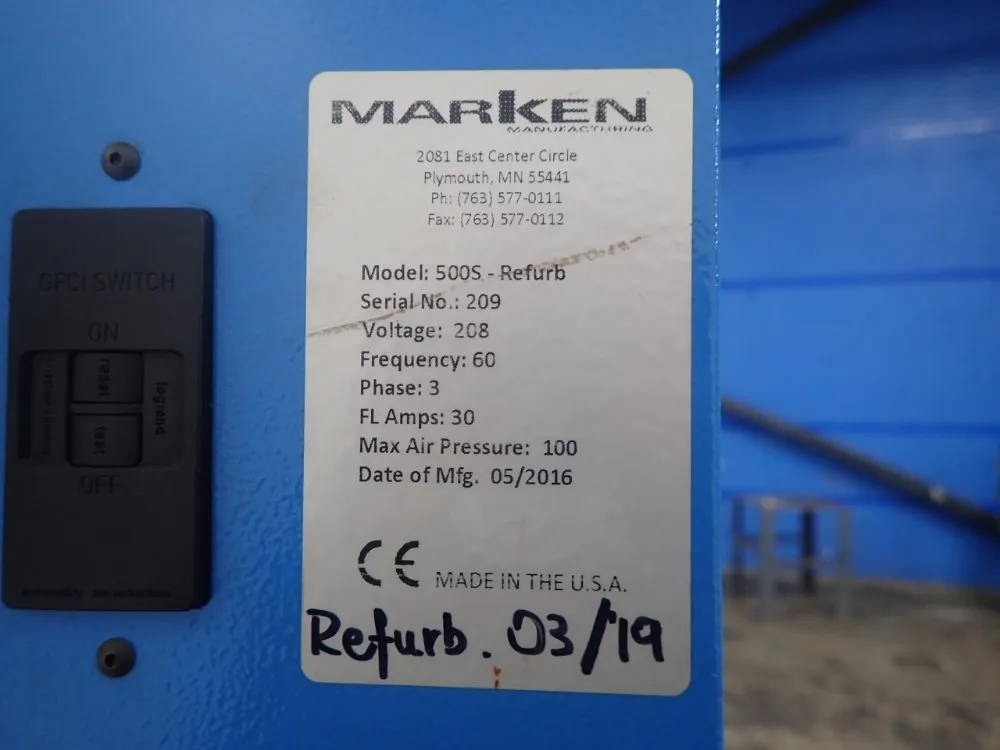 MARKEN
MANUFACTURING
2081 East Center Circle
Plymouth, MN 55441
Ph: (763) 577-0111
Fax: (763) 577-0112
Model: 500S - Refurb
Serial No.: 209
Voltage: 208
Frequency: 60
Phase: 3
FL Amps: 30
Max Air Pressure: 100
Date of Mfg. 05/2016
CE MADE IN THE U.S.A.
Refurb. 03/19
GFCI SWITCH
ON
reset
test
legrand
OFF